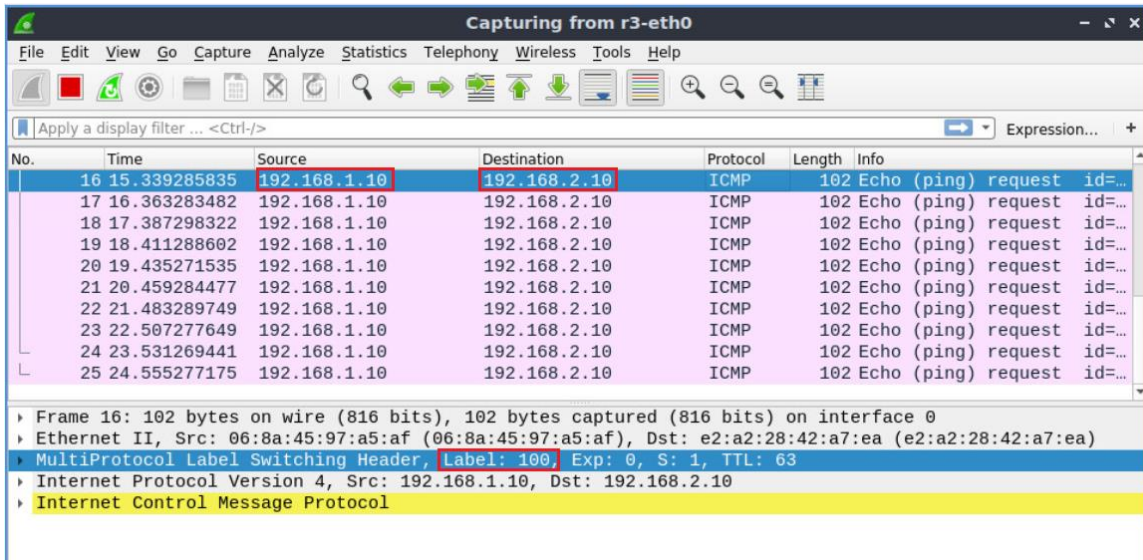 Capturing from r3-eth0
File Edit View Go Capture Analyze Statistics Telephony Wireless Tools Help
Apply a display filter ... <Ctrl-/> Expression... +
No. Time Source Destination Protocol Length Info
16 15.339285835 192.168.1.10 192.168.2.10 ICMP 102 Echo (ping) request id=…
17 16.363283482 192.168.1.10 192.168.2.10 ICMP 102 Echo (ping) request id=…
18 17.387298322 192.168.1.10 192.168.2.10 ICMP 102 Echo (ping) request id=…
19 18.411288602 192.168.1.10 192.168.2.10 ICMP 102 Echo (ping) request id=…
20 19.435271535 192.168.1.10 192.168.2.10 ICMP 102 Echo (ping) request id=…
21 20.459284477 192.168.1.10 192.168.2.10 ICMP 102 Echo (ping) request id=…
22 21.483289749 192.168.1.10 192.168.2.10 ICMP 102 Echo (ping) request id=…
23 22.507277649 192.168.1.10 192.168.2.10 ICMP 102 Echo (ping) request id=…
24 23.531269441 192.168.1.10 192.168.2.10 ICMP 102 Echo (ping) request id=…
25 24.555277175 192.168.1.10 192.168.2.10 ICMP 102 Echo (ping) request id=…
Frame 16: 102 bytes on wire (816 bits), 102 bytes captured (816 bits) on interface 0
Ethernet II, Src: 06:8a:45:97:a5:af (06:8a:45:97:a5:af), Dst: e2:a2:28:42:a7:ea (e2:a2:28:42:a7:ea)
MultiProtocol Label Switching Header, Label: 100, Exp: 0, S: 1, TTL: 63
Internet Protocol Version 4, Src: 192.168.1.10, Dst: 192.168.2.10
Internet Control Message Protocol